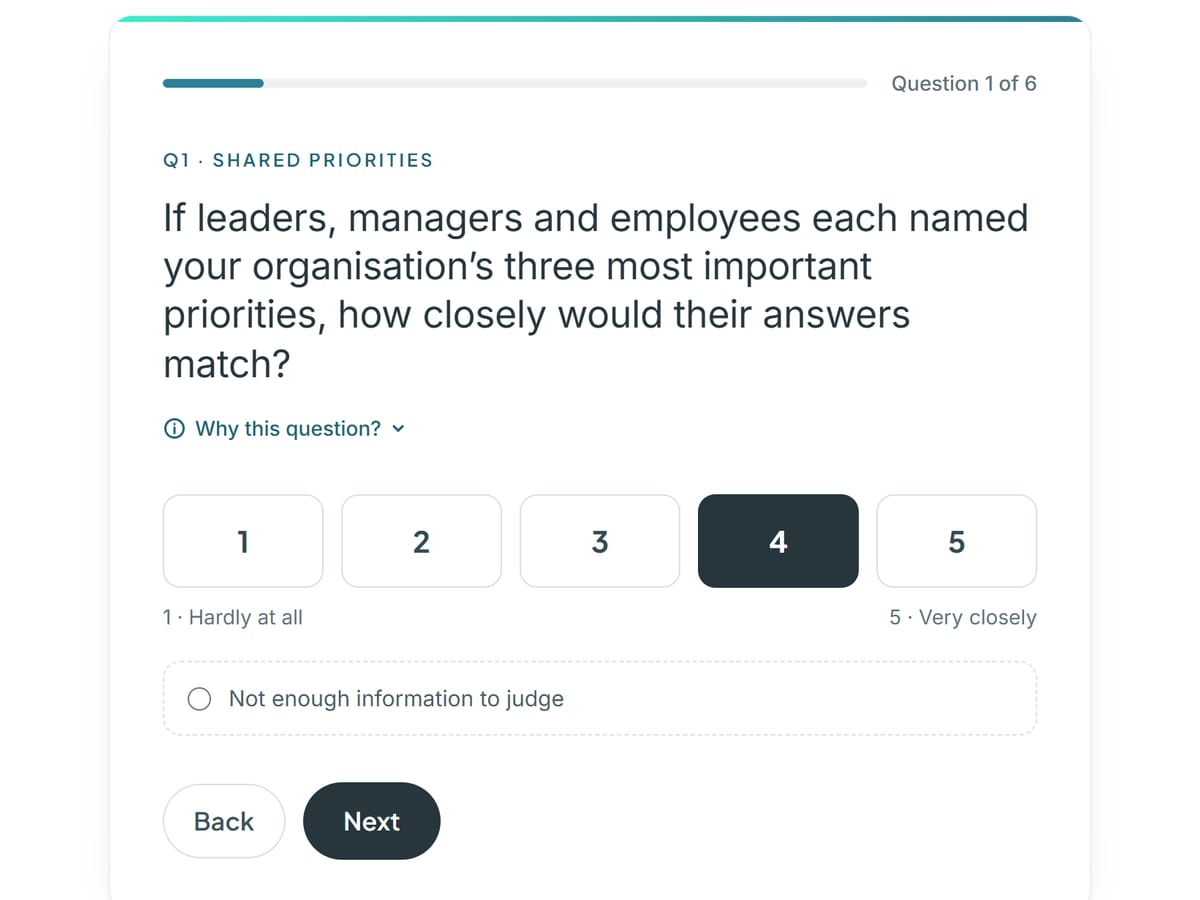 Question 1 of 6
Q1 · SHARED PRIORITIES
If leaders, managers and employees each named
your organisation’s three most important
priorities, how closely would their answers
match?
Why this question?
1 2 3 4 5
1 · Hardly at all 5 · Very closely
Not enough information to judge
Back Next